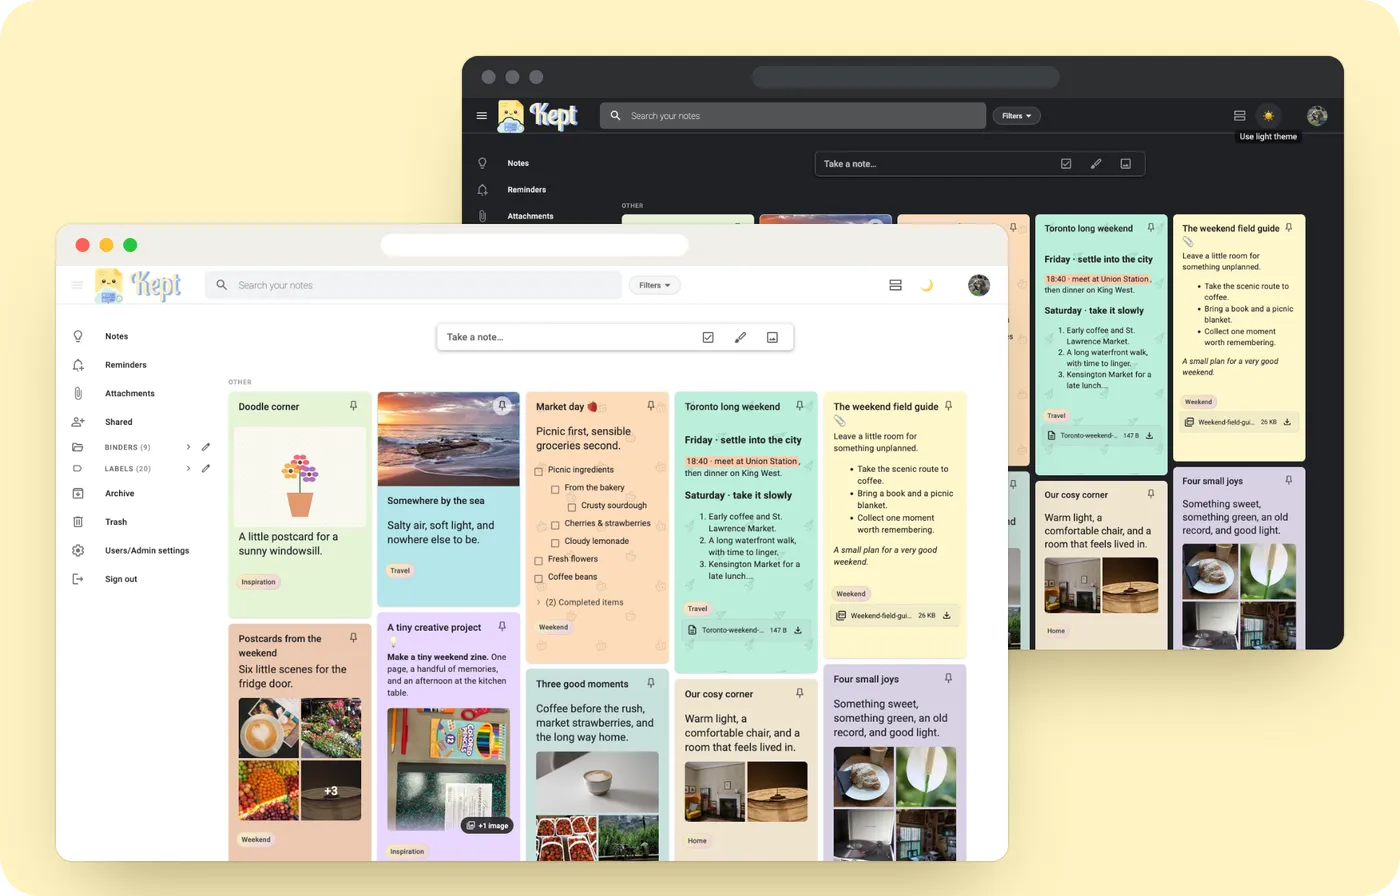 Kept
Search your notes
Filters
Use light theme
Notes
Reminders
Attachments
Take a note...
OTHER
Toronto long weekend
Friday · settle into the city
18:40 · meet at Union Station,
then dinner on King West.
Saturday · take it slowly
1. Early coffee and St.
Lawrence Market.
2. A long waterfront walk,
with time to linger.
3. Kensington Market for a
late lunch...
Travel
Toronto-weekend-... 147 B
The weekend field guide
Leave a little room for
something unplanned.
• Take the scenic route to
coffee.
• Bring a book and a picnic
blanket.
• Collect one moment
worth remembering.
A small plan for a very good
weekend.
Weekend
Weekend-field-gui... 26 KB
Our cosy corner
Warm light, a
comfortable chair, and a
room that feels lived in.
Home
Four small joys
Something sweet,
something green, an old
record, and good light.
Kept
Search your notes
Filters
Notes
Reminders
Attachments
Shared
BINDERS (9)
LABELS (20)
Archive
Trash
Users/Admin settings
Sign out
Take a note...
OTHER
Doodle corner
A little postcard for a
sunny windowsill.
Inspiration
Postcards from the
weekend
Six little scenes for the
fridge door.
+3
Weekend
Somewhere by the sea
Salty air, soft light, and
nowhere else to be.
Travel
A tiny creative project
Make a tiny weekend zine. One
page, a handful of memories,
and an afternoon at the kitchen
table.
12
COLORED
PENCILS
+1 image
Inspiration
Market day
Picnic first, sensible
groceries second.
Picnic ingredients
From the bakery
Crusty sourdough
Cherries & strawberries
Cloudy lemonade
Fresh flowers
Coffee beans
(2) Completed items
Weekend
Three good moments
Coffee before the rush,
market strawberries, and
the long way home.
Toronto long weekend
Friday · settle into the city
18:40 · meet at Union Station,
then dinner on King West.
Saturday · take it slowly
1. Early coffee and St.
Lawrence Market.
2. A long waterfront walk,
with time to linger.
3. Kensington Market for a
late lunch...
Travel
Toronto-weekend-... 147 B
Our cosy corner
Warm light, a
comfortable chair, and a
room that feels lived in.
Home
The weekend field guide
Leave a little room for
something unplanned.
• Take the scenic route to
coffee.
• Bring a book and a picnic
blanket.
• Collect one moment
worth remembering.
A small plan for a very good
weekend.
Weekend
Weekend-field-gui... 26 KB
Four small joys
Something sweet,
something green, an old
record, and good light.